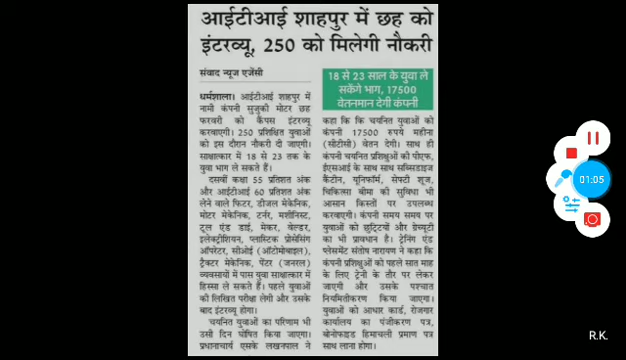 आईटीआई शाहपुर में छह को
इंटरव्यू, 250 को मिलेगी नौकरी
संवाद न्यूज एजेंसी
धर्मशाला। आईटीआई शाहपुर में
नामी कंपनी सुजुकी मोटर छह
फरवरी को कैंपस इंटरव्यू
करवाएगी। 250 प्रशिक्षित युवाओं
को इस दौरान नौकरी दी जाएगी।
साक्षात्कार में 18 से 23 तक के
युवा भाग ले सकते हैं।
दसवीं कक्षा 55 प्रतिशत अंक
और आईटीआई 60 प्रतिशत अंक
लेने वाले फिटर, डीजल मेकेनिक,
मोटर मेकेनिक, टर्नर, मशीनिस्ट,
टूल एंड डाई, मेकर, वेल्डर,
इलेक्ट्रीशियन, प्लास्टिक प्रोसेसिंग
ऑपरेटर, सीओई (ऑटोमोबाइल),
ट्रैक्टर मेकेनिक, पेंटर (जनरल)
व्यवसायों में पास युवा साक्षात्कार में
हिस्सा ले सकते हैं। पहले युवाओं
की लिखित परीक्षा लेगी और उसके
बाद इंटरव्यू होगा।
चयनित युवाओं का परिणाम भी
उसी दिन घोषित किया जाएगा।
प्रधानाचार्य एसके लखनपाल ने
18 से 23 साल के युवा ले
सकेंगे भाग, 17500
वेतनमान देगी कंपनी
कहा कि कि चयनित युवाओं को
कंपनी 17500 रुपये महीना
(सीटीसी) वेतन देगी। साथ ही
कंपनी चयनित प्रशिक्षुओं को पीएफ,
ईएसआई के साथ साथ सब्सिडाइज
कैंटीन, यूनिफॉर्म, सेफ्टी शूज,
चिकित्सा बीमा की सुविधा भी
आसान किस्तों पर उपलब्ध
करवाएगी। कंपनी समय समय पर
युवाओं को छुट्टियों और ग्रेच्युटी
का भी प्रावधान है। ट्रेनिंग एंड
प्लेसमेंट संतोष नारायण ने कहा कि
कंपनी प्रशिक्षुओं को पहले सात माह
के लिए ट्रेनी के तौर पर लेकर
जाएगी और उसके पश्चात
नियमितीकरण किया जाएगा।
युवाओं को आधार कार्ड, रोजगार
कार्यालय का पंजीकरण पत्र,
बोनोफाइड हिमाचली प्रमाण पत्र
साथ लाना होगा।
01:05
R.K.